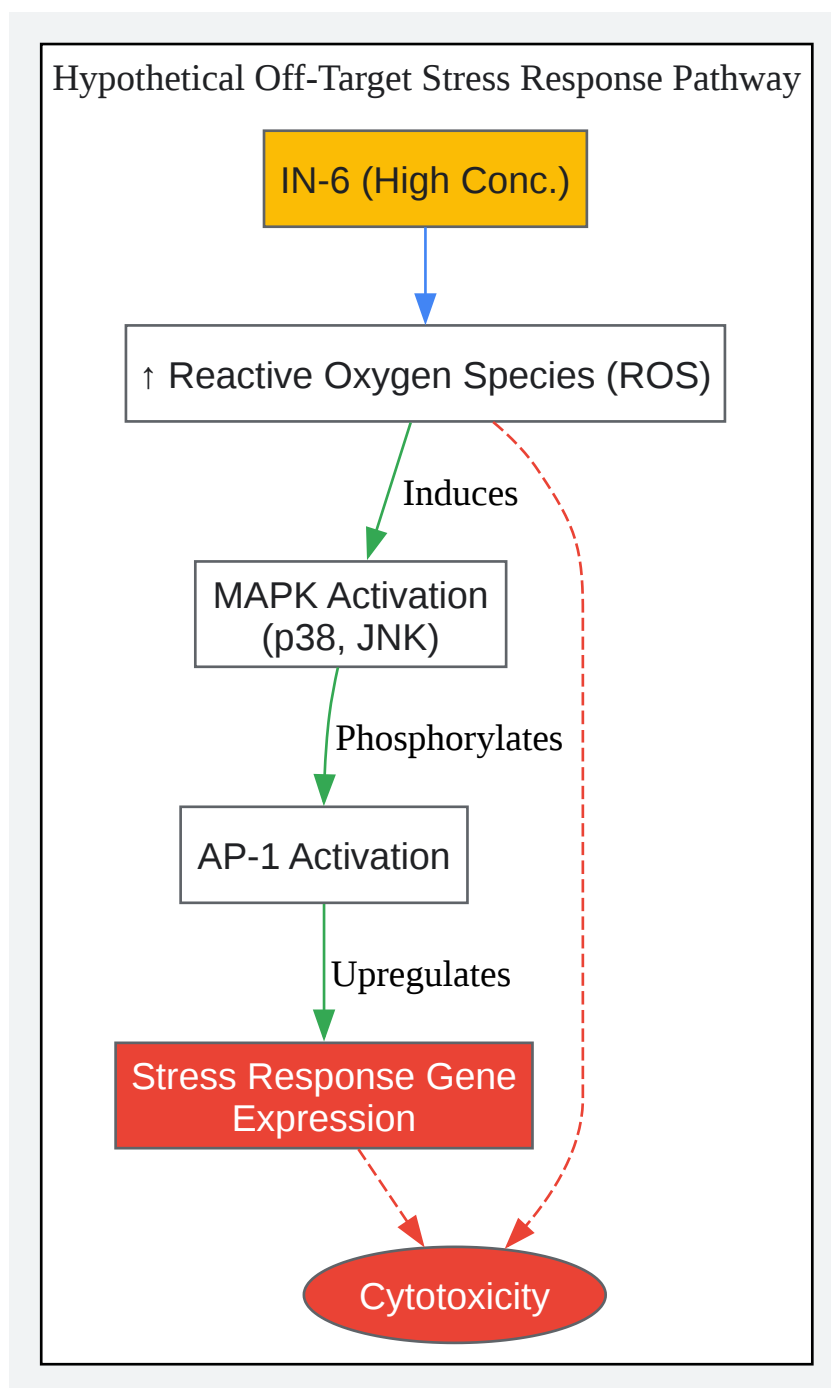 Hypothetical Off-Target Stress Response Pathway
IN-6 (High Conc.)
↑ Reactive Oxygen Species (ROS)
Induces
MAPK Activation
(p38, JNK)
Phosphorylates
AP-1 Activation
Upregulates
Stress Response Gene
Expression
Cytotoxicity